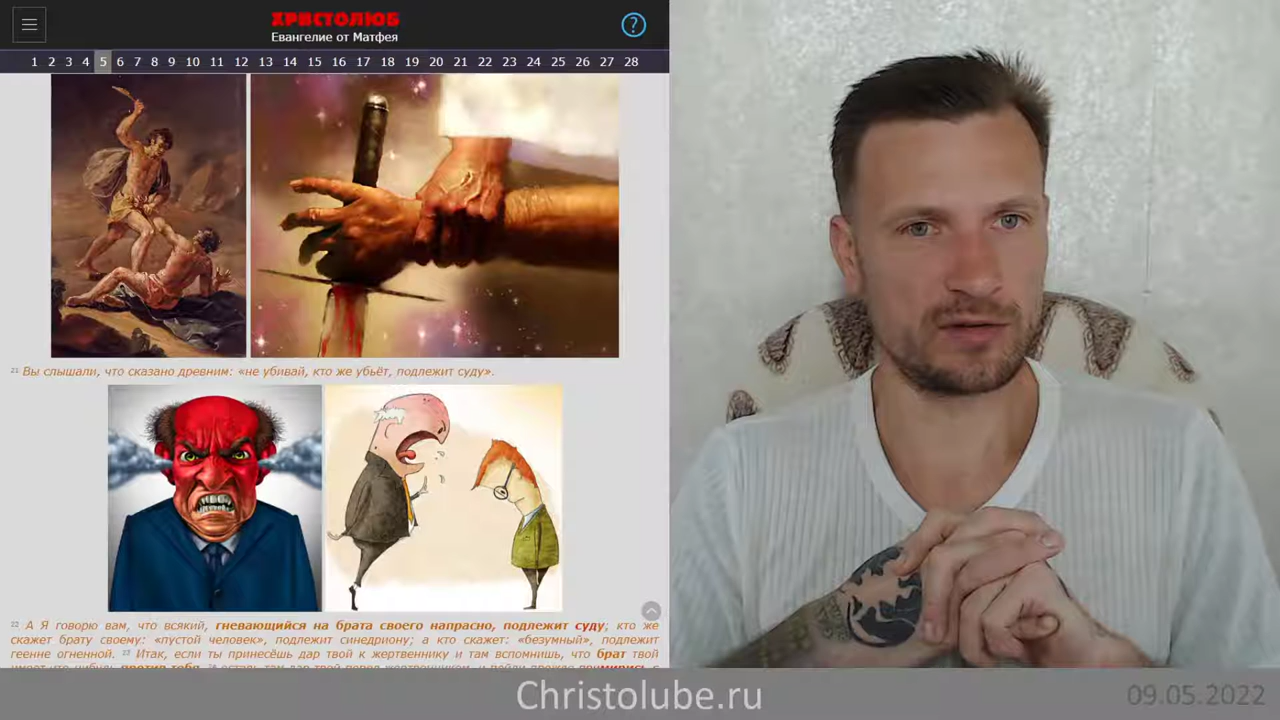 ХРИСТОЛЮБ
Евангелие от Матфея
?
1 2 3 4 5 6 7 8 9 10 11 12 13 14 15 16 17 18 19 20 21 22 23 24 25 26 27 28
21 Вы слышали, что сказано древним: «не убивай, кто же убьёт, подлежит суду».
22 А Я говорю вам, что всякий, гневающийся на брата своего напрасно, подлежит суду; кто же
скажет брату своему: «пустой человек», подлежит синедриону; а кто скажет: «безумный», подлежит
геенне огненной. 23 Итак, если ты принесёшь дар твой к жертвеннику и там вспомнишь, что брат твой
против тебя
Christolube.ru
09.05.2022